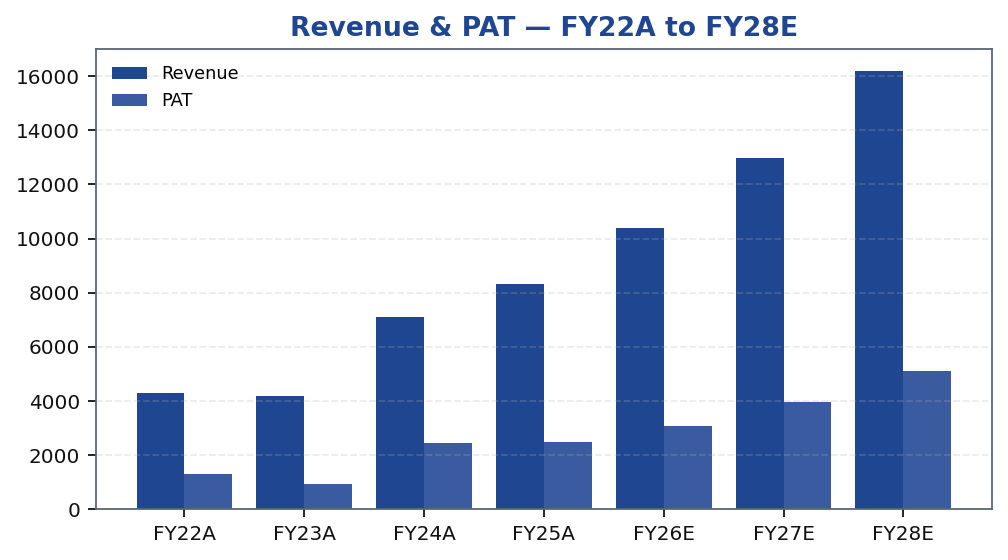 Revenue & PAT — FY22A to FY28E
Revenue
PAT
16000
14000
12000
10000
8000
6000
4000
2000
0
FY22A FY23A FY24A FY25A FY26E FY27E FY28E